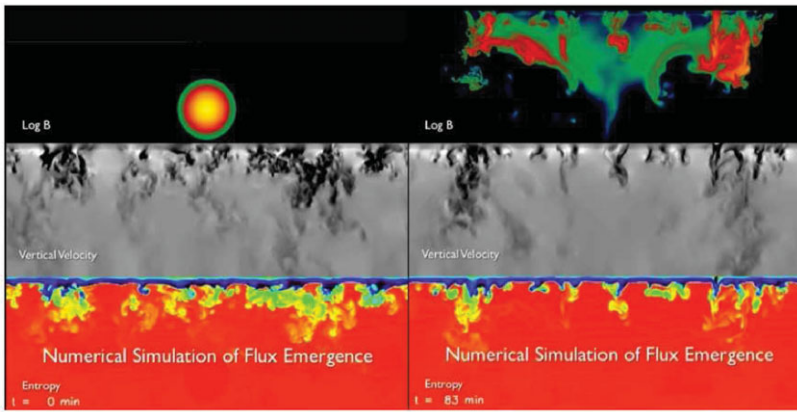 Log B
Log B
Vertical Velocity
Vertical Velocity
Numerical Simulation of Flux Emergence
Numerical Simulation of Flux Emergence
Entropy
Entropy
t = 0 min
t = 83 min